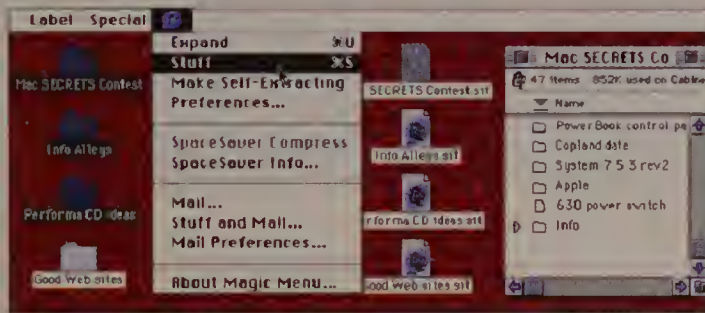 Label Special
Expand ⌘U
Stuff ⌘S
Make Self-Extracting
Preferences...
SpaceSaver Compress
SpaceSaver Info...
Mail...
Stuff and Mail...
Mail Preferences...
About Magic Menu...
Mac SECRETS Contest
Info Allegs
Performa CD ideas
Good Web sites
SECRETS Contest.sit
Info Allegs.sit
rforma CD ideas.sit
ood Web sites.sit
Mac SECRETS Co
47 items 852K used on Cabine
Name
PowerBook control pa
Copland date
System 7 5 3 rev2
Apple
630 power switch
Info